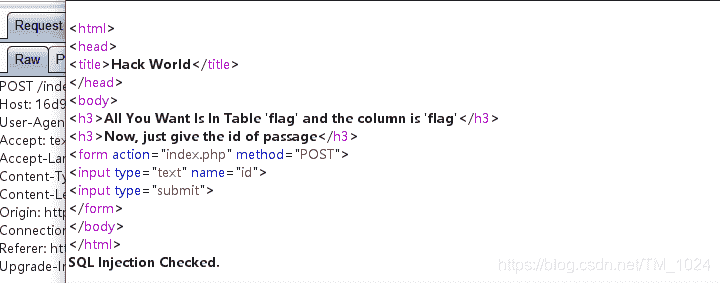 Request
Raw
P
POST /inde
Host: 16d9
User-Agen
Accept: tex
Accept-Lan
Content-Ty
Content-Le
Origin: http
Connection
Referer: htt
Upgrade-In
<html>
<head>
<title>Hack World</title>
</head>
<body>
<h3>All You Want Is In Table 'flag' and the column is 'flag'</h3>
<h3>Now, just give the id of passage</h3>
<form action="index.php" method="POST">
<input type="text" name="id">
<input type="submit">
</form>
</body>
</html>
SQL Injection Checked.
https://blog.csdn.net/TM_1024